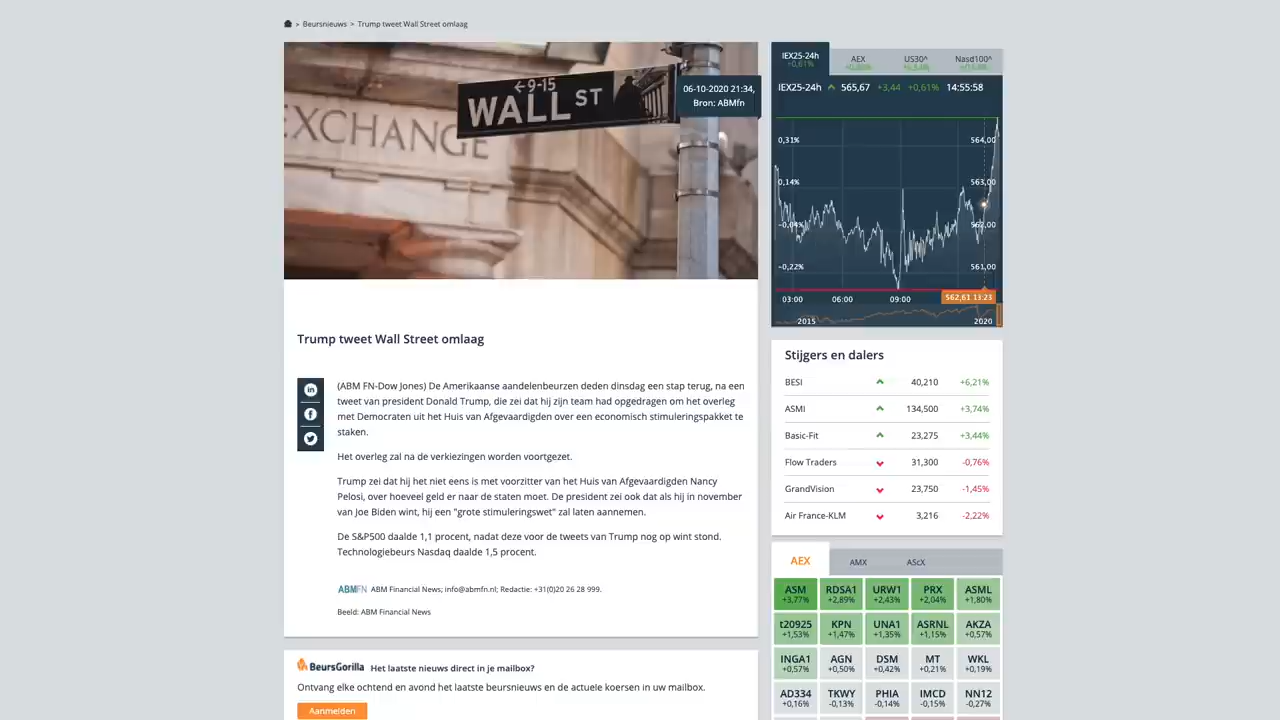 > Beursnieuws > Trump tweet Wall Street omlaag
9-15
WALL ST
EXCHANGE
06-10-2020 21:34,
Bron: ABMfn
Trump tweet Wall Street omlaag
(ABM FN-Dow Jones) De Amerikaanse aandelenbeurzen deden dinsdag een stap terug, na een
tweet van president Donald Trump, die zei dat hij zijn team had opgedragen om het overleg
met Democraten uit het Huis van Afgevaardigden over een economisch stimuleringspakket te
staken.
Het overleg zal na de verkiezingen worden voortgezet.
Trump zei dat hij het niet eens is met voorzitter van het Huis van Afgevaardigden Nancy
Pelosi, over hoeveel geld er naar de staten moet. De president zei ook dat als hij in november
van Joe Biden wint, hij een "grote stimuleringswet" zal laten aannemen.
De S&P500 daalde 1,1 procent, nadat deze voor de tweets van Trump nog op winst stond.
Technologiebeurs Nasdaq daalde 1,5 procent.
ABMFN ABM Financial News; info@abmfn.nl; Redactie: +31(0)20 26 28 999.
Beeld: ABM Financial News
BeursGorilla Het laatste nieuws direct in je mailbox?
Ontvang elke ochtend en avond het laatste beursnieuws en de actuele koersen in uw mailbox.
Aanmelden
IEX25-24h AEX US30^ Nasd100^
+0,61%
IEX25-24h 565,67 +3,44 +0,61% 14:55:58
0,31% 564,00
0,14% 563,00
-0,04% 562,00
-0,22% 561,00
03:00 06:00 09:00 562,61 13:23
2015 2020
Stijgers en dalers
BESI 40,210 +6,21%
ASMI 134,500 +3,74%
Basic-Fit 23,275 +3,44%
Flow Traders 31,300 -0,76%
GrandVision 23,750 -1,45%
Air France-KLM 3,216 -2,22%
AEX AMX AScX
ASM RDSA1 URW1 PRX ASML
+3,77% +2,89% +2,43% +2,04% +1,80%
t20925 KPN UNA1 ASRNL AKZA
+1,53% +1,47% +1,35% +1,15% +0,57%
INGA1 AGN DSM MT WKL
+0,57% +0,50% +0,42% +0,21% +0,19%
AD334 TKWY PHIA IMCD NN12
+0,16% -0,13% -0,14% -0,15% -0,27%